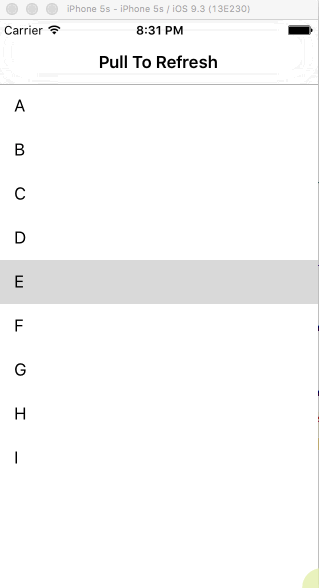 iPhone 5s - iPhone 5s / iOS 9.3 (13E230)
Carrier 8:31 PM
Pull To Refresh
A
B
C
D
E
F
G
H
I